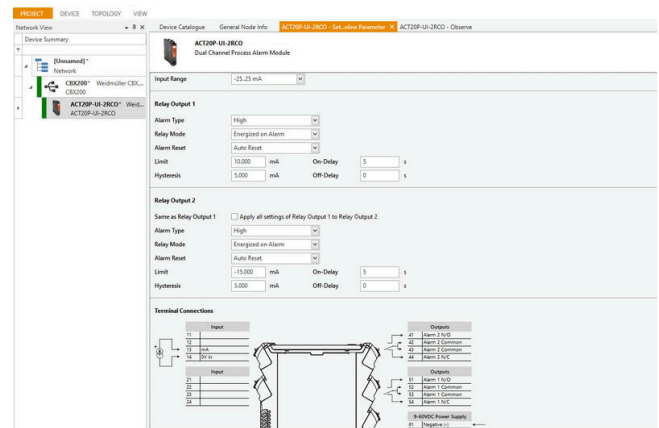 PROJECT DEVICE TOPOLOGY VIEW
Network View
Device Catalogue General Node Info ACT20P-UI-2RCO - Set...nline Parameter × ACT20P-UI-2RCO - Observe
Device Summary
ACT20P-UI-2RCO
Dual Channel Process Alarm Module
[Unnamed]*
Network
CBX200* Weidmüller CBX,...
CBX200
ACT20P-UI-2RCO* Weid...
ACT20P-UI-2RCO
Input Range -25..25 mA
Relay Output 1
Alarm Type High
Relay Mode Energized on Alarm
Alarm Reset Auto Reset
Limit 10.000 mA On-Delay 5 s
Hysteresis 5.000 mA Off-Delay 0 s
Relay Output 2
Same as Relay Output 1 Apply all settings of Relay Output 1 to Relay Output 2
Alarm Type High
Relay Mode Energized on Alarm
Alarm Reset Auto Reset
Limit -15.000 mA On-Delay 5 s
Hysteresis 5.000 mA Off-Delay 0 s
Terminal Connections
Input
11
12
13 mA
14 0V in
Input
21
22
23
24
Outputs
41 Alarm 2 N/O
42 Alarm 2 Common
43 Alarm 2 Common
44 Alarm 2 N/C
Outputs
51 Alarm 1 N/O
52 Alarm 1 Common
53 Alarm 1 Common
54 Alarm 1 N/C
9-60VDC Power Supply
81 Negative (-)